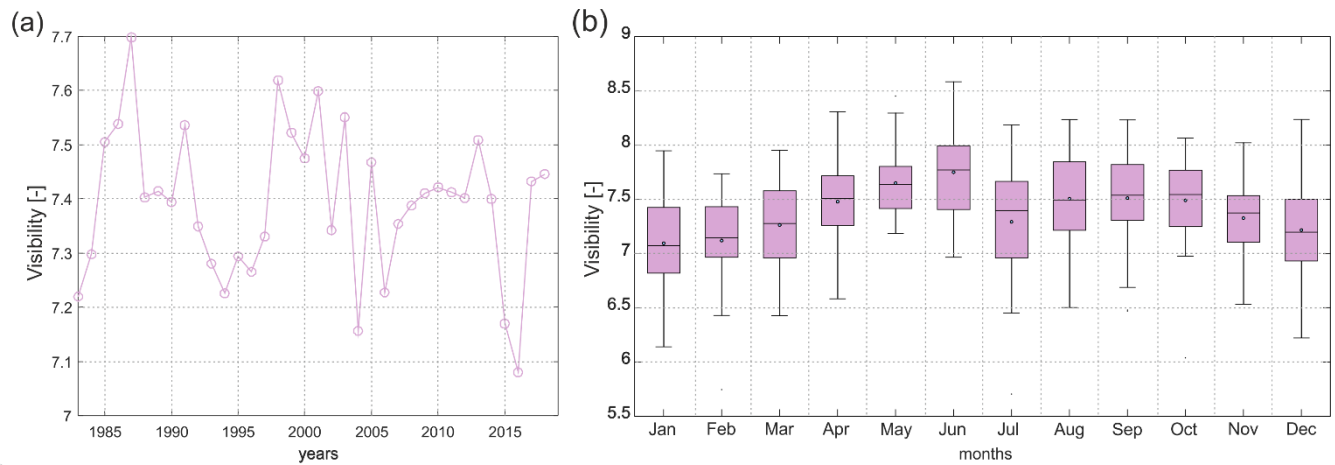 (a)
7.7
7.6
7.5
7.4
7.3
7.2
7.1
7
Visibility [-]
1985 1990 1995 2000 2005 2010 2015
years
(b)
9
8.5
8
7.5
7
6.5
6
5.5
Visibility [-]
Jan Feb Mar Apr May Jun Jul Aug Sep Oct Nov Dec
months